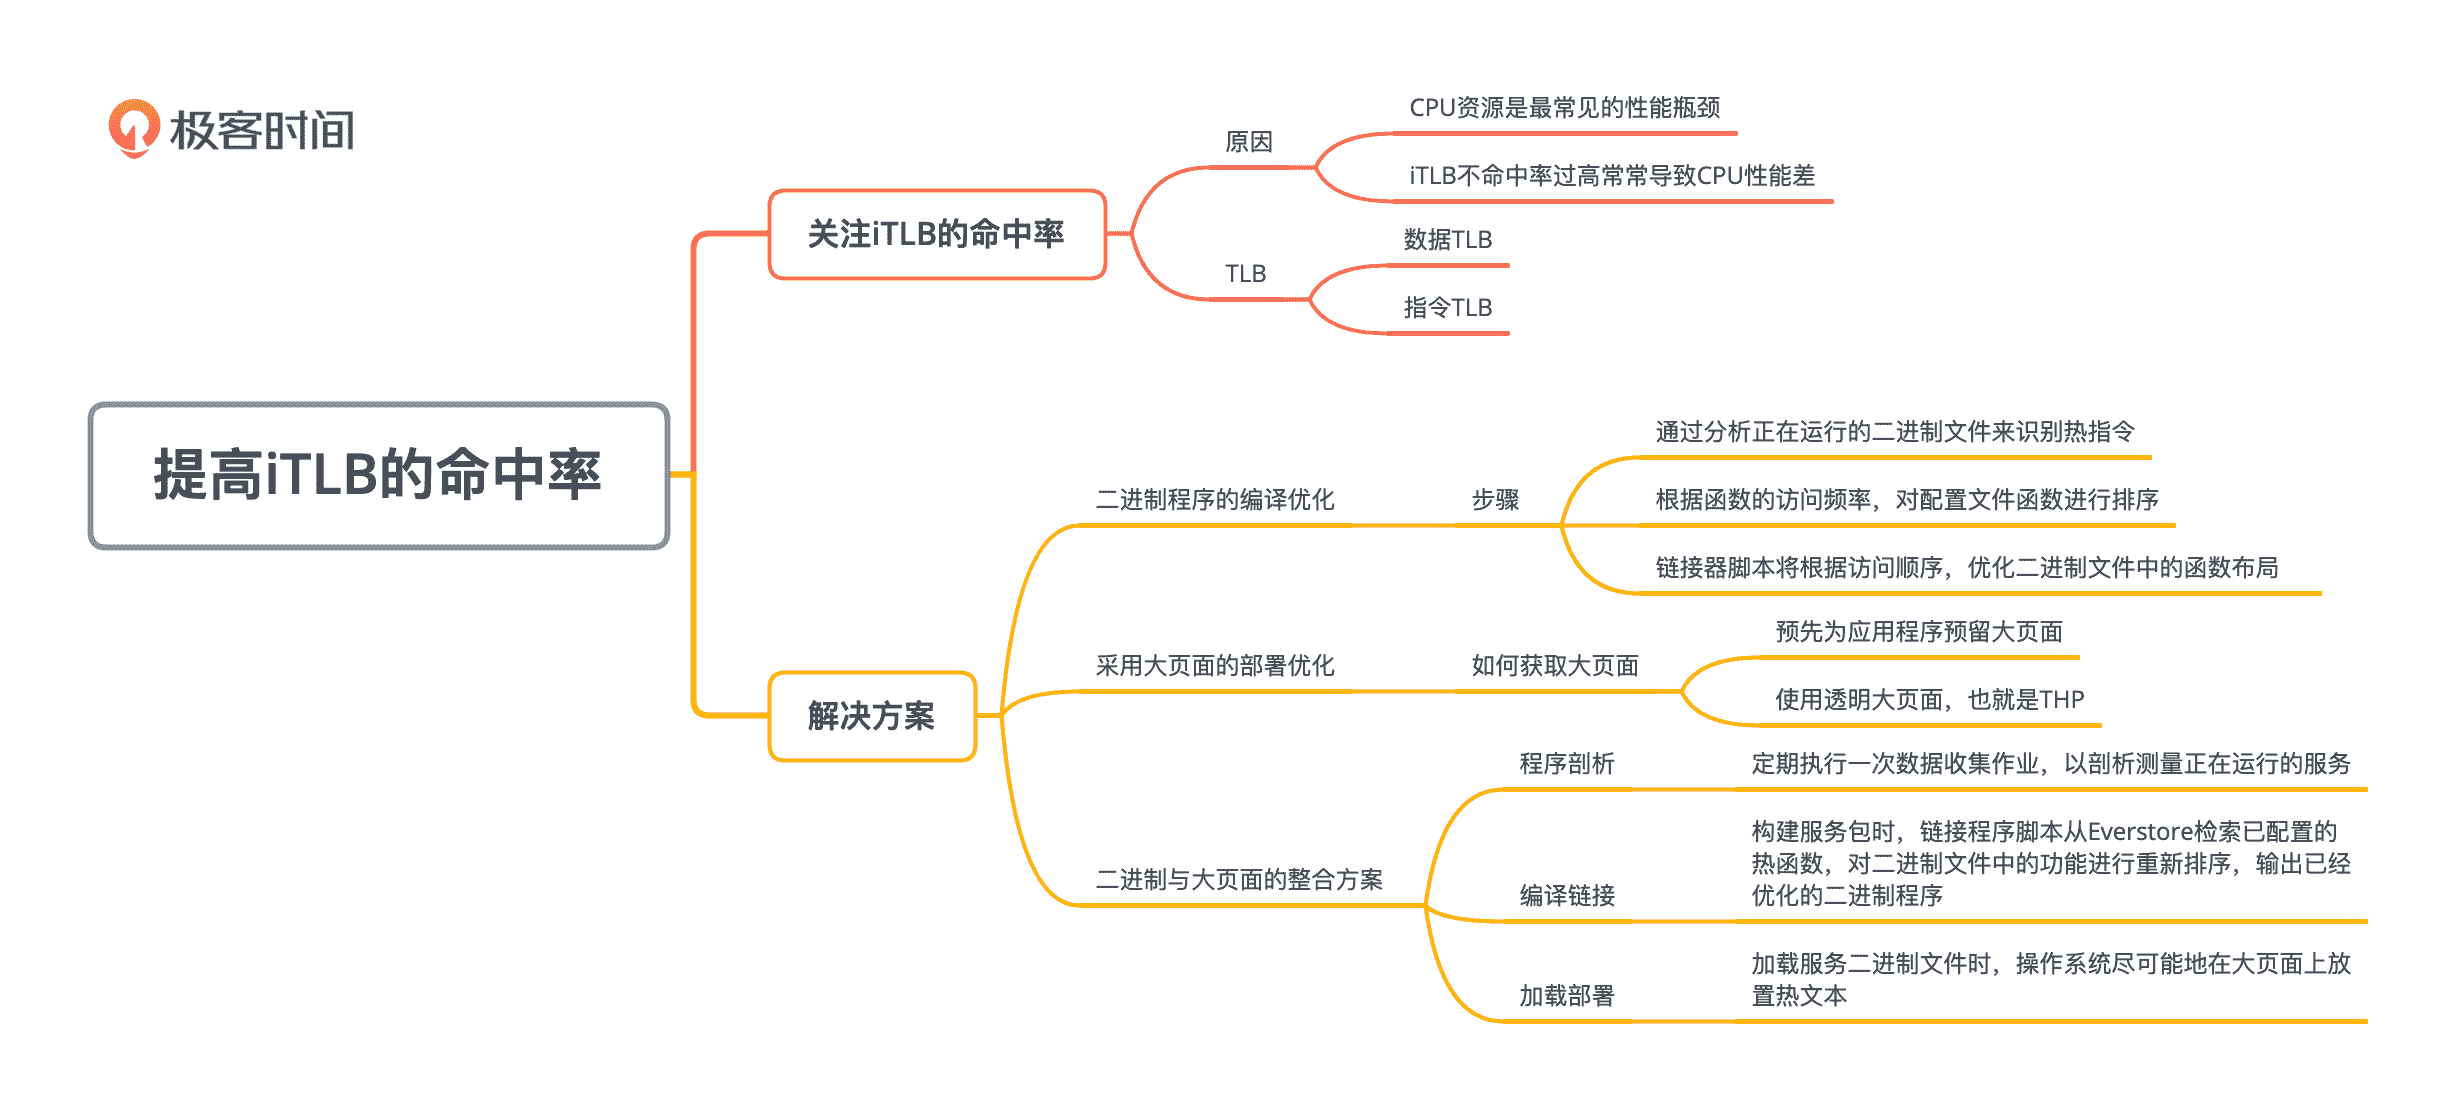 极客时间
CPU资源是最常见的性能瓶颈
原因
iTLB不命中率过高常常导致CPU性能差
关注iTLB的命中率
数据TLB
TLB
指令TLB
提高iTLB的命中率
通过分析正在运行的二进制文件来识别热指令
二进制程序的编译优化
步骤
根据函数的访问频率，对配置文件函数进行排序
链接器脚本将根据访问顺序，优化二进制文件中的函数布局
预先为应用程序预留大页面
采用大页面的部署优化
如何获取大页面
使用透明大页面，也就是THP
解决方案
程序剖析
定期执行一次数据收集作业，以剖析测量正在运行的服务
二进制与大页面的整合方案
构建服务包时，链接程序脚本从Everstore检索已配置的
热函数，对二进制文件中的功能进行重新排序，输出已经
编译链接
优化的二进制程序
加载服务二进制文件时，操作系统尽可能地在大页面上放
加载部署
置热文本